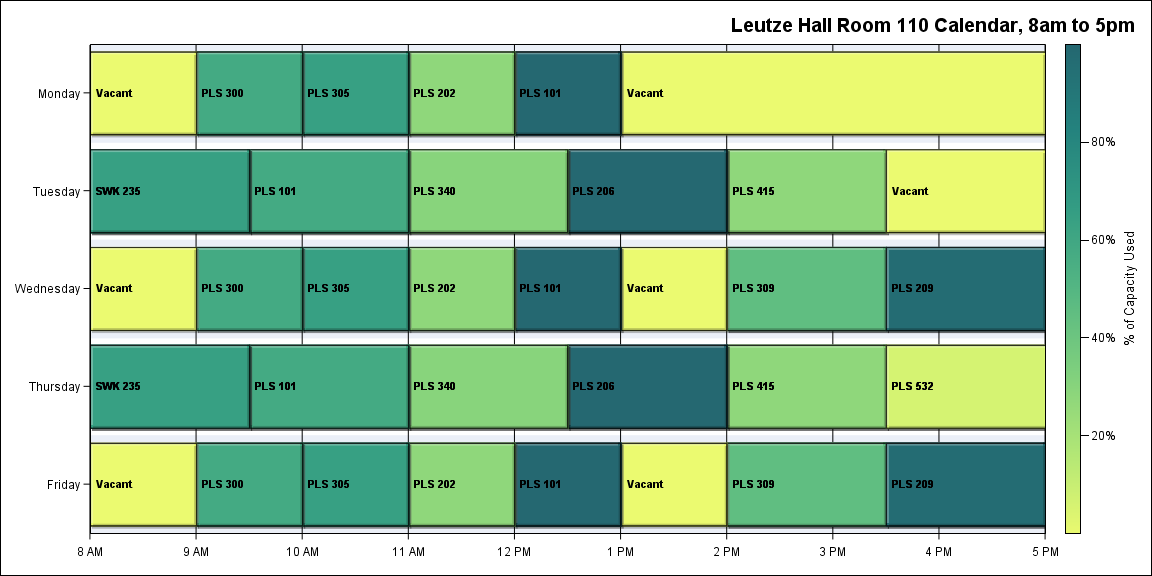 Leutze Hall Room 110 Calendar, 8am to 5pm
Monday
Vacant
PLS 300
PLS 305
PLS 202
PLS 101
Vacant
Tuesday
SWK 235
PLS 101
PLS 340
PLS 206
PLS 415
Vacant
Wednesday
Vacant
PLS 300
PLS 305
PLS 202
PLS 101
Vacant
PLS 309
PLS 209
Thursday
SWK 235
PLS 101
PLS 340
PLS 206
PLS 415
PLS 532
Friday
Vacant
PLS 300
PLS 305
PLS 202
PLS 101
Vacant
PLS 309
PLS 209
8 AM
9 AM
10 AM
11 AM
12 PM
1 PM
2 PM
3 PM
4 PM
5 PM
80%
60%
40%
20%
% of Capacity Used